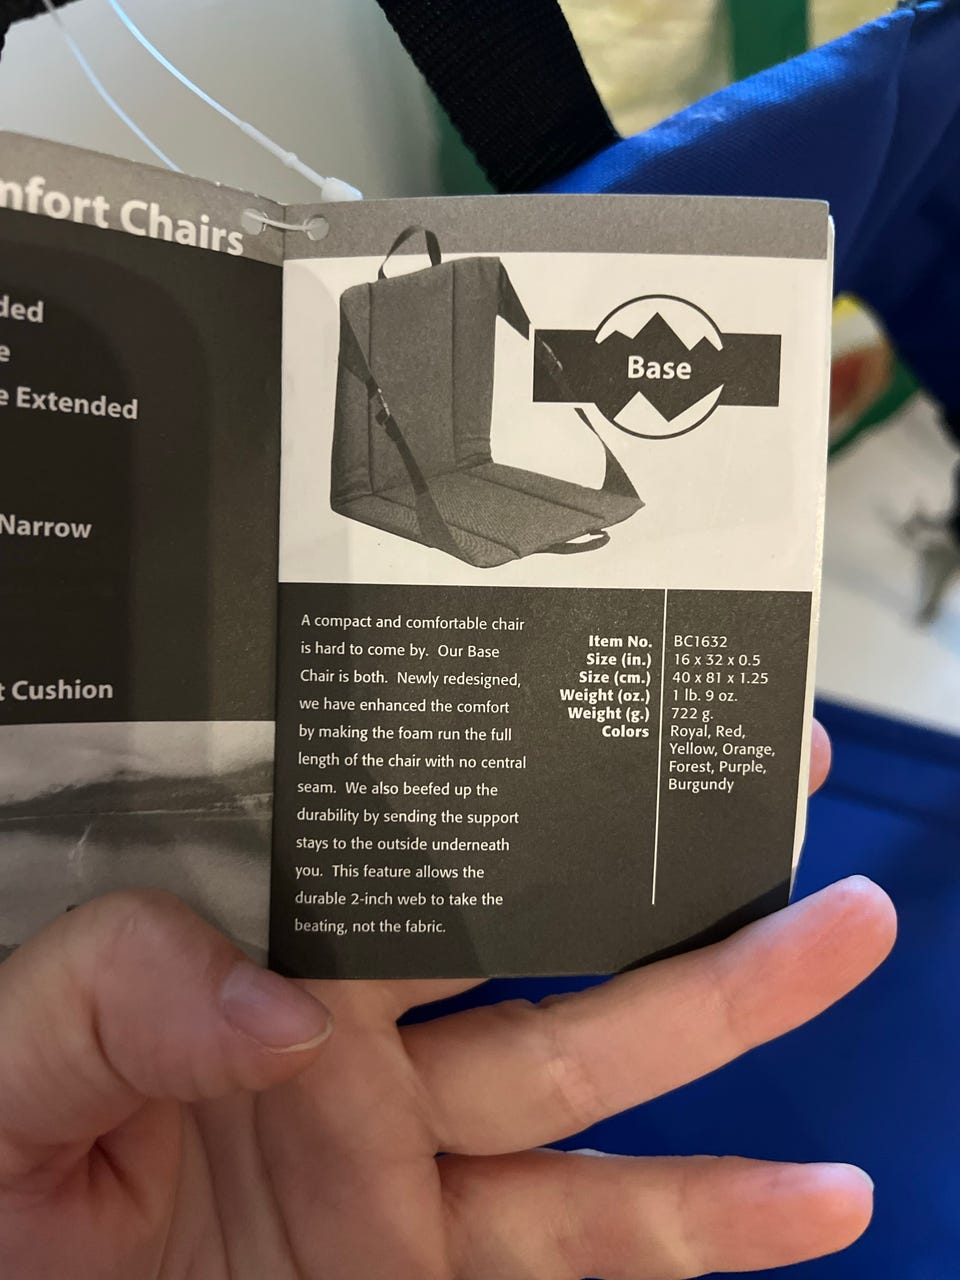 mfort Chairs
ded
e
e Extended
Narrow
t Cushion
Base
A compact and comfortable chair
is hard to come by. Our Base
Chair is both. Newly redesigned,
we have enhanced the comfort
by making the foam run the full
length of the chair with no central
seam. We also beefed up the
durability by sending the support
stays to the outside underneath
you. This feature allows the
durable 2-inch web to take the
beating, not the fabric.
Item No. BC1632
Size (in.) 16 x 32 x 0.5
Size (cm.) 40 x 81 x 1.25
Weight (oz.) 1 lb. 9 oz.
Weight (g.) 722 g.
Colors Royal, Red,
Yellow, Orange,
Forest, Purple,
Burgundy